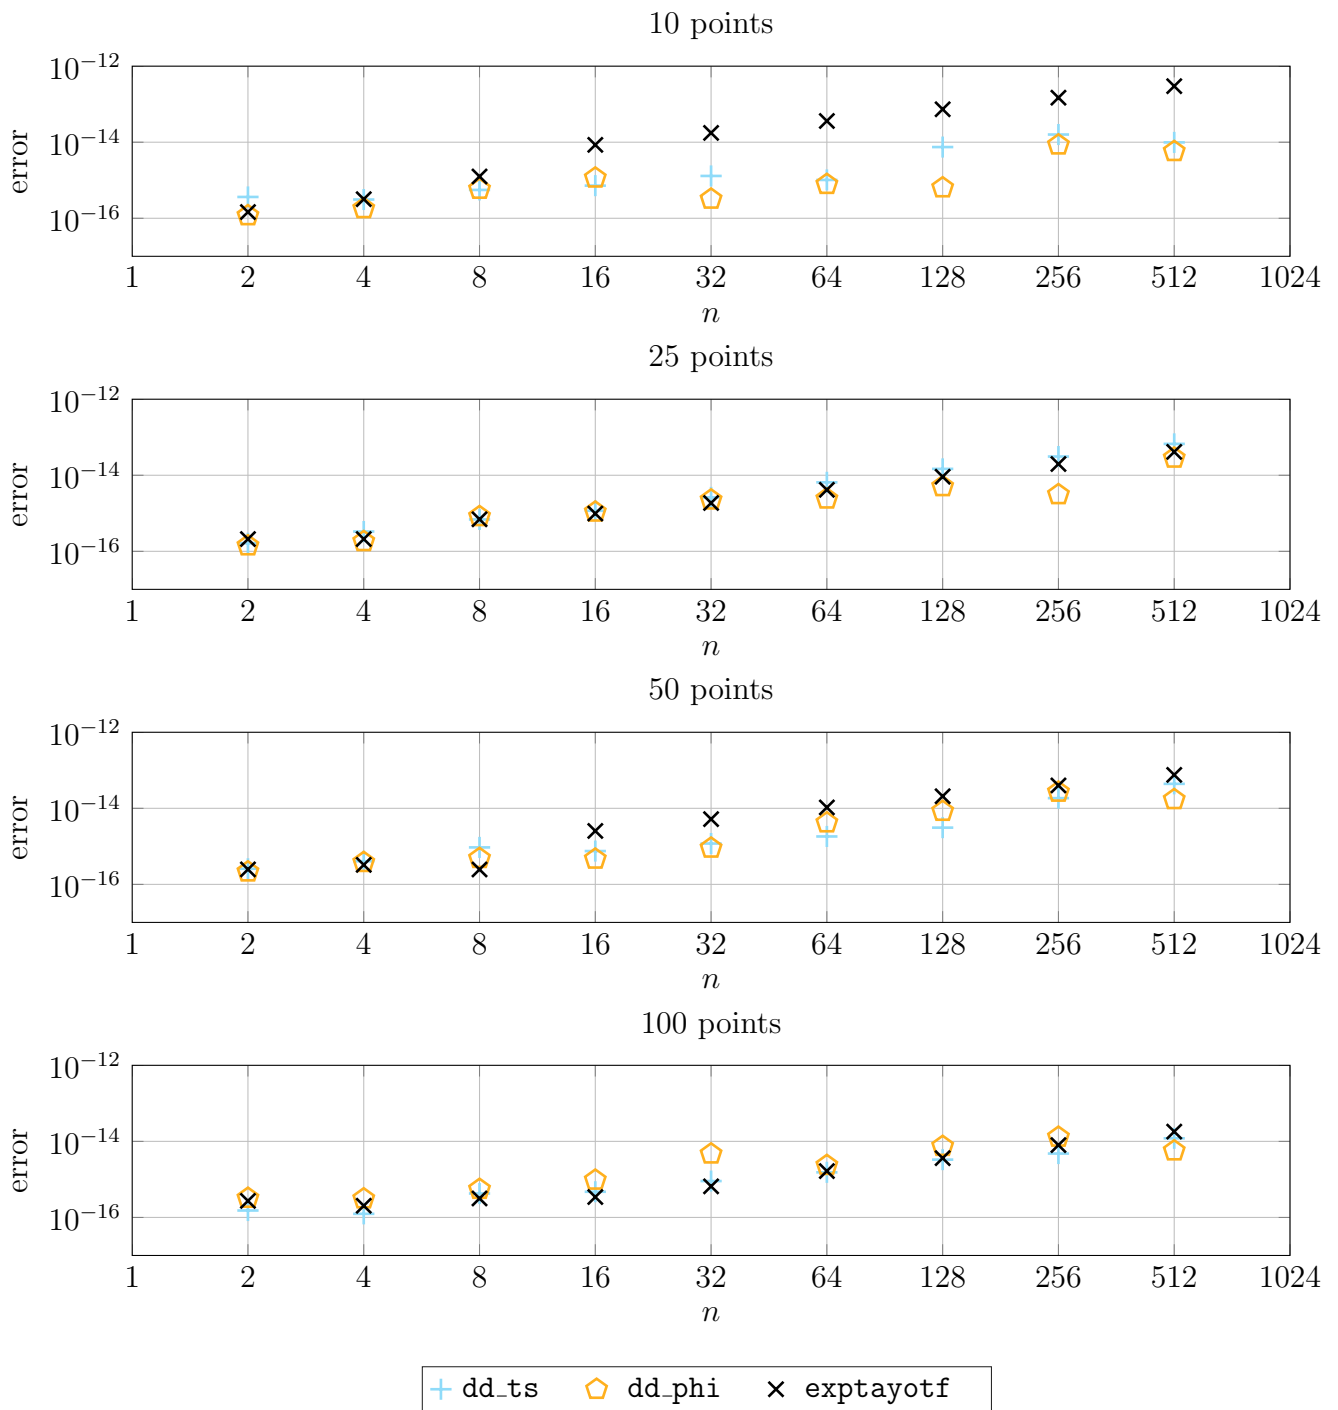 10 points
10⁻¹²
10⁻¹⁴
10⁻¹⁶
error
1 2 4 8 16 32 64 128 256 512 1024
n
25 points
10⁻¹²
10⁻¹⁴
10⁻¹⁶
error
1 2 4 8 16 32 64 128 256 512 1024
n
50 points
10⁻¹²
10⁻¹⁴
10⁻¹⁶
error
1 2 4 8 16 32 64 128 256 512 1024
n
100 points
10⁻¹²
10⁻¹⁴
10⁻¹⁶
error
1 2 4 8 16 32 64 128 256 512 1024
n
dd_ts dd_phi exptayotf